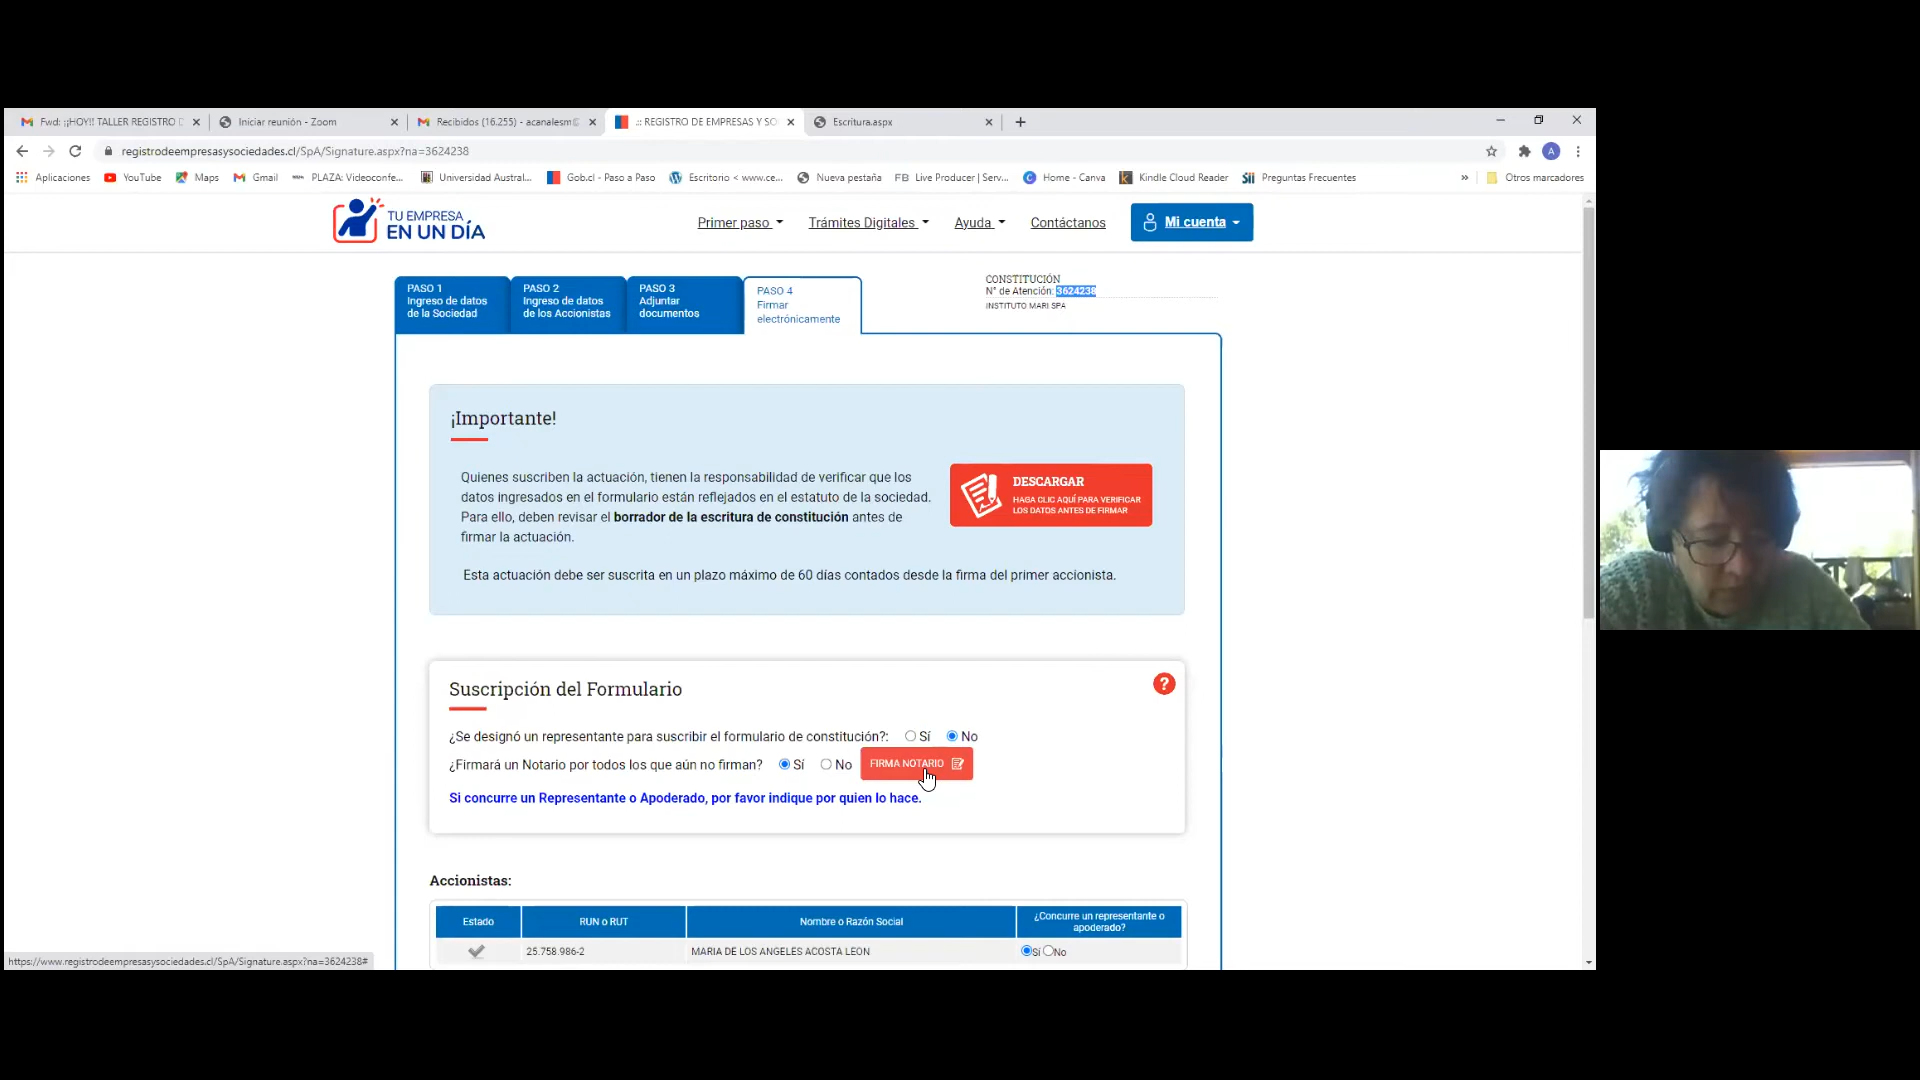 Fwd: ¡¡HOY!! TALLER REGISTRO D
Iniciar reunión - Zoom
Recibidos (16.255) - acanalesm@
.:: REGISTRO DE EMPRESAS Y SO
Escritura.aspx
registrodeempresasysociedades.cl/SpA/Signature.aspx?na=3624238
A
Aplicaciones
YouTube
Maps
Gmail
PLAZA: Videoconfe...
Universidad Austral...
Gob.cl - Paso a Paso
Escritorio < www.ce...
Nueva pestaña
FB Live Producer | Serv...
Home - Canva
Kindle Cloud Reader
Preguntas Frecuentes
»
Otros marcadores
TU EMPRESA
EN UN DÍA
Primer paso
Trámites Digitales
Ayuda
Contáctanos
Mi cuenta
PASO 1
Ingreso de datos
de la Sociedad
PASO 2
Ingreso de datos
de los Accionistas
PASO 3
Adjuntar
documentos
PASO 4
Firmar
electrónicamente
CONSTITUCIÓN
N° de Atención: 3624238
INSTITUTO MARI SPA
¡Importante!
Quienes suscriben la actuación, tienen la responsabilidad de verificar que los
datos ingresados en el formulario están reflejados en el estatuto de la sociedad.
Para ello, deben revisar el borrador de la escritura de constitución antes de
firmar la actuación.
DESCARGAR
HAGA CLIC AQUÍ PARA VERIFICAR
LOS DATOS ANTES DE FIRMAR
Esta actuación debe ser suscrita en un plazo máximo de 60 días contados desde la firma del primer accionista.
Suscripción del Formulario
?
¿Se designó un representante para suscribir el formulario de constitución?: Sí No
¿Firmará un Notario por todos los que aún no firman? Sí No FIRMA NOTARIO
Si concurre un Representante o Apoderado, por favor indique por quien lo hace.
Accionistas:
Estado
RUN o RUT
Nombre o Razón Social
¿Concurre un representante o
apoderado?
25.758.986-2
MARIA DE LOS ANGELES ACOSTA LEON
Sí No
https://www.registrodeempresasysociedades.cl/SpA/Signature.aspx?na=3624238#